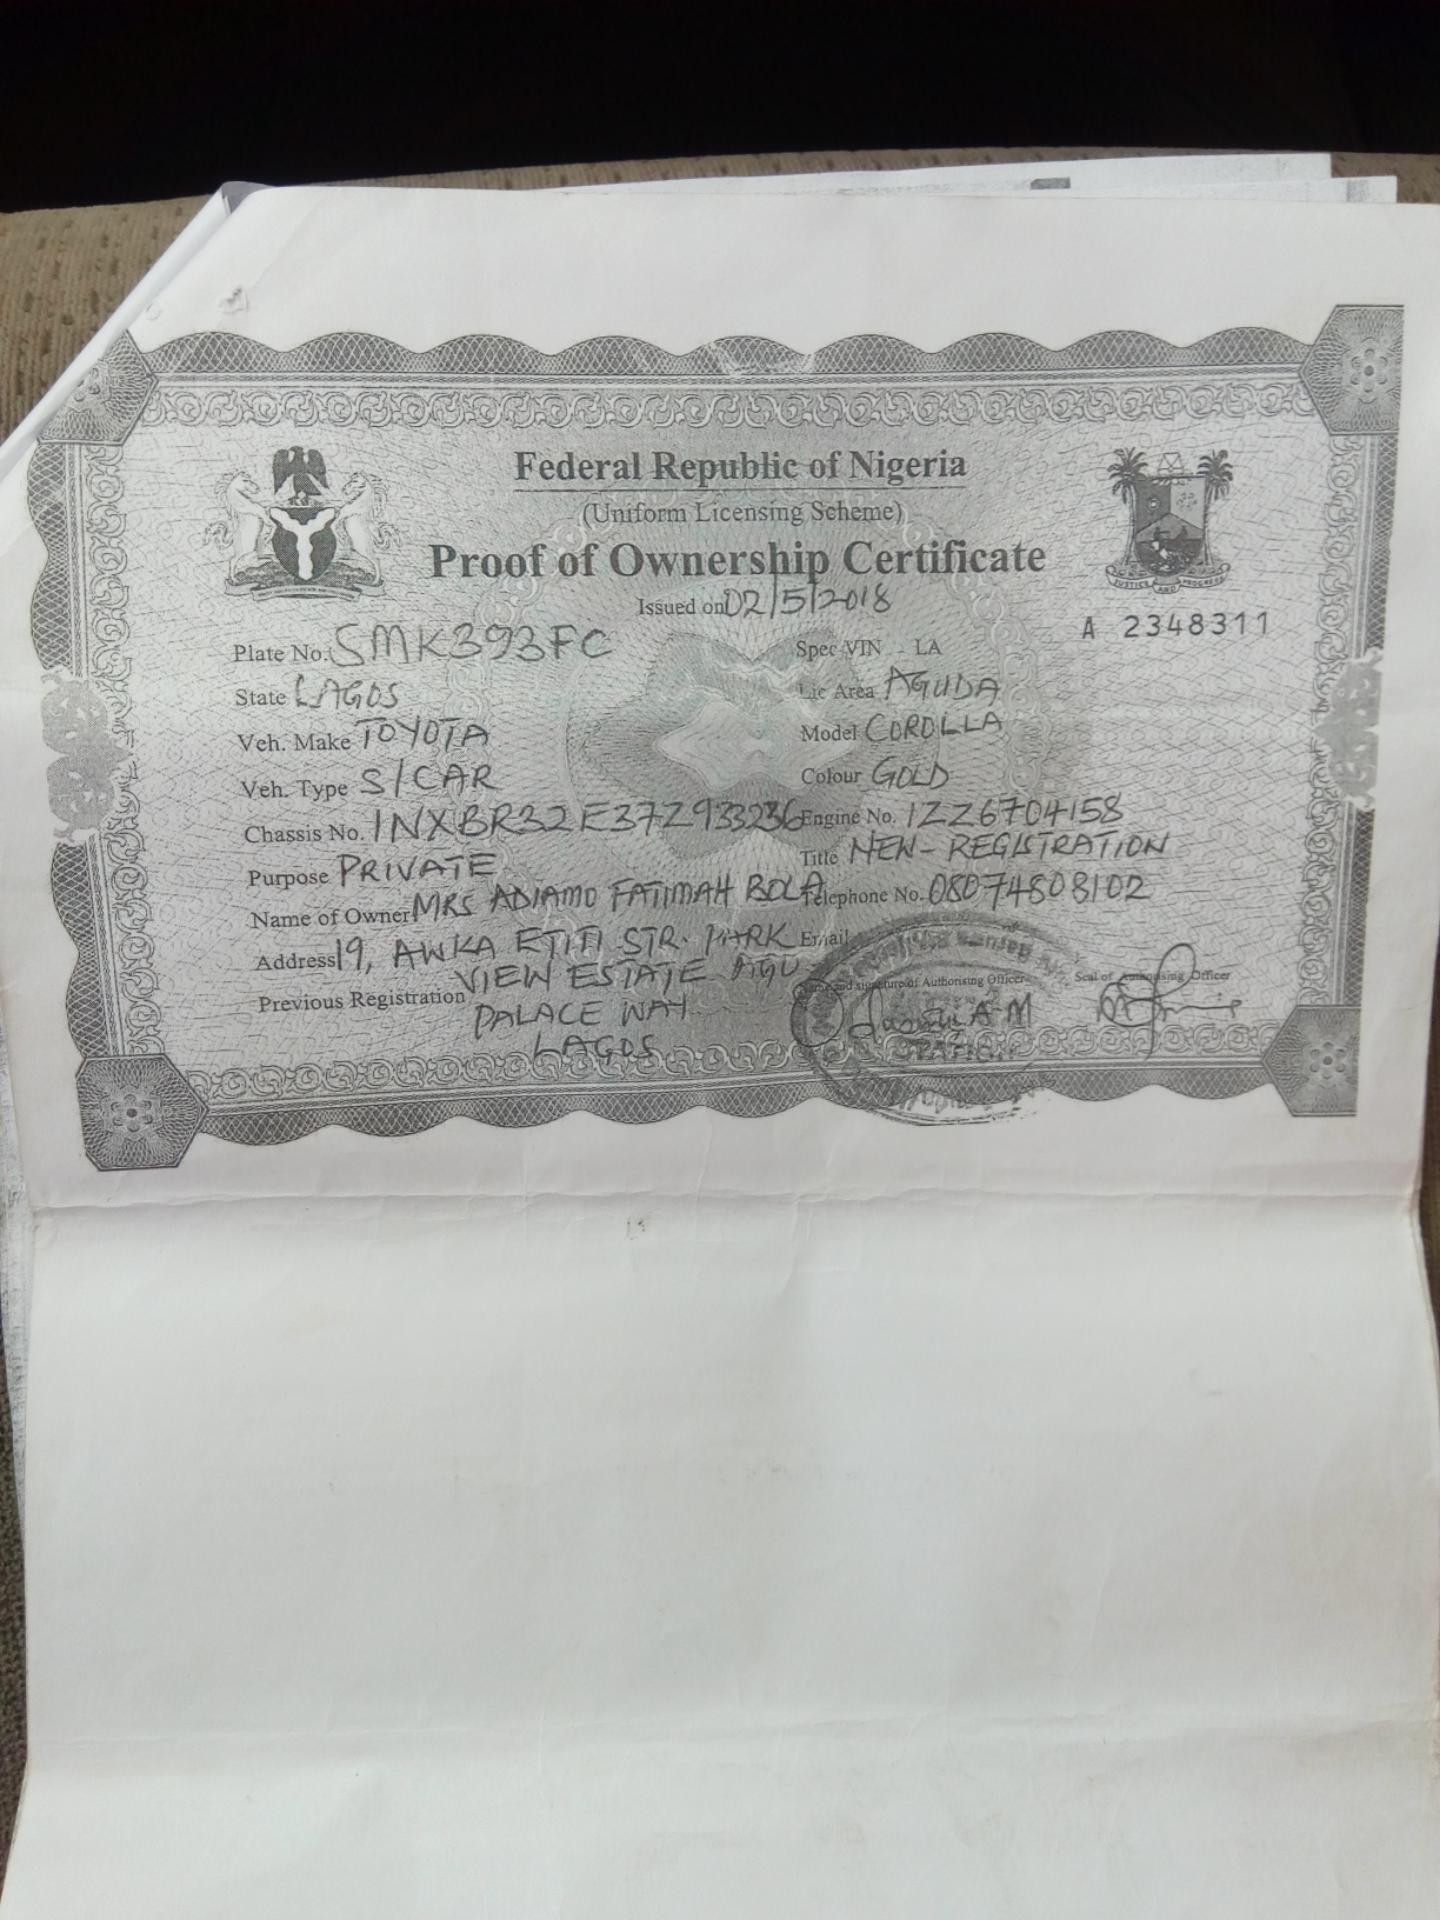 Federal Republic of Nigeria
(Uniform Licensing Scheme)
Proof of Ownership Certificate
Issued on 02/5/2018
A 2348311
Plate No. SMK393FC
Spec VIN - LA
State LAGOS
Lic Area AGUDA
Veh. Make TOYOTA
Model COROLLA
Veh. Type S/CAR
Colour GOLD
Chassis No. 1NXBR32E37Z933236
Engine No. 1ZZ6704158
Title NEW-REGISTRATION
Purpose PRIVATE
Name of Owner MRS ADIAMO FATIMAH BOLA
Telephone No. 08074808102
Address 19, AWKA ETITI STR. PARK
Email
VIEW ESTATE AGU
Previous Registration
PALACE WAY
LAGOS
Name and signature of Authorising Officer
Seal of Authorising Officer
A-M
JUSTICE AND PROGRESS